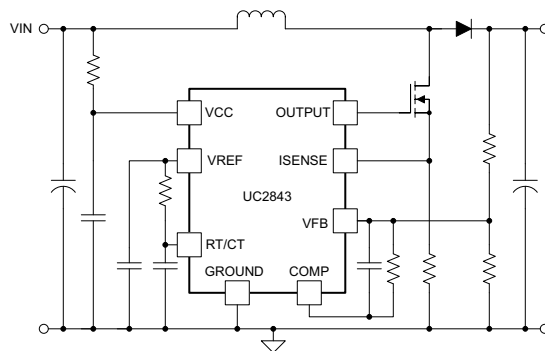 VIN
VCC
OUTPUT
VREF
ISENSE
UC2843
VFB
RT/CT
GROUND
COMP